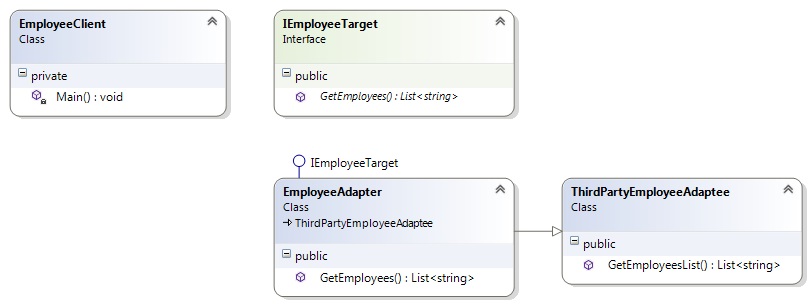 EmployeeClient
Class
private
Main() : void
IEmployeeTarget
Interface
public
GetEmployees() : List<string>
IEmployeeTarget
EmployeeAdapter
Class
ThirdPartyEmployeeAdaptee
public
GetEmployees() : List<string>
ThirdPartyEmployeeAdaptee
Class
public
GetEmployeesList() : List<string>